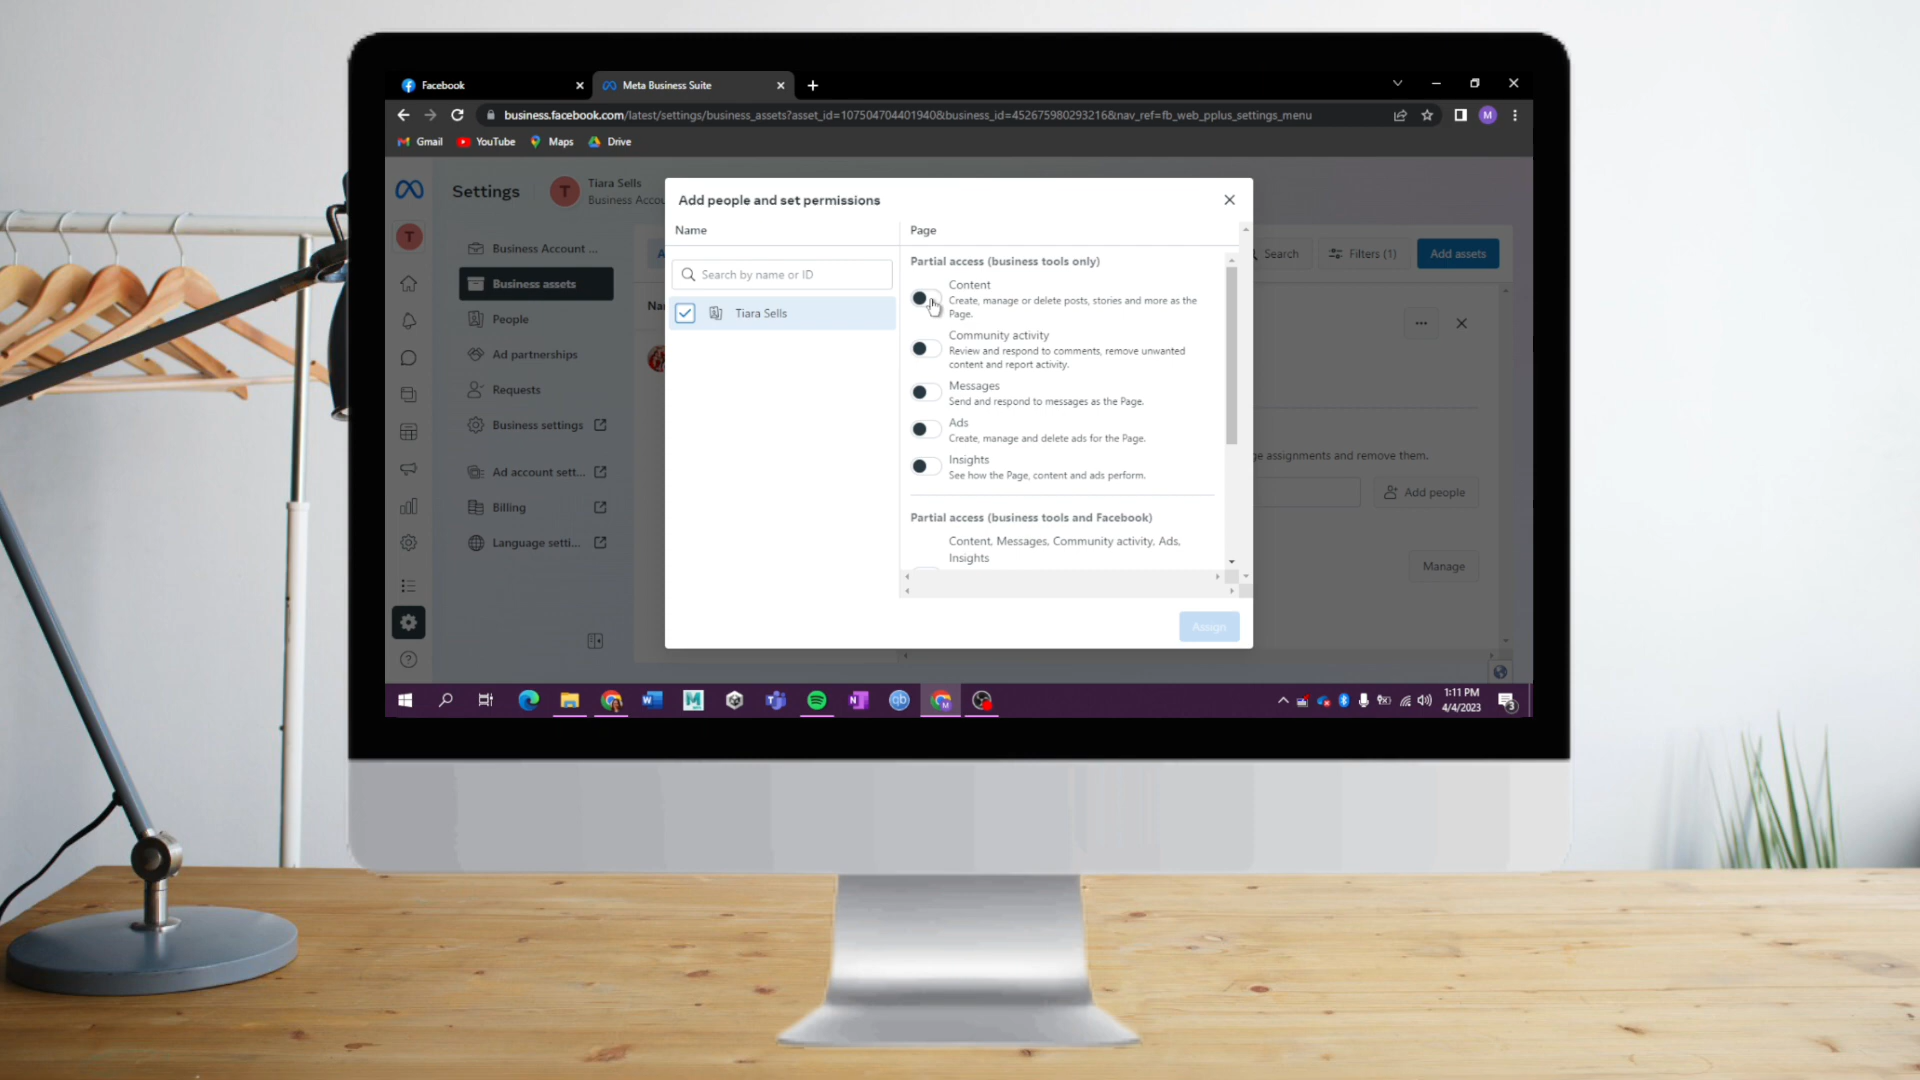 Facebook
Meta Business Suite
business.facebook.com/latest/settings/business_assets?asset_id=107504704401940&business_id=452675980293216&nav_ref=fb_web_pplus_settings_menu
M
Gmail
YouTube
Maps
Drive
Settings
T
Tiara Sells
Business Accou
T
Business Account ...
Business assets
People
Ad partnerships
Requests
Business settings
Ad account sett...
Billing
Language setti...
Search
Filters (1)
Add assets
Na
ge assignments and remove them.
Add people
Manage
Add people and set permissions
Name
Page
Search by name or ID
Tiara Sells
Partial access (business tools only)
Content
Create, manage or delete posts, stories and more as the
Page.
Community activity
Review and respond to comments, remove unwanted
content and report activity.
Messages
Send and respond to messages as the Page.
Ads
Create, manage and delete ads for the Page.
Insights
See how the Page, content and ads perform.
Partial access (business tools and Facebook)
Content, Messages, Community activity, Ads,
Insights
Assign
1:11 PM
4/4/2023
3